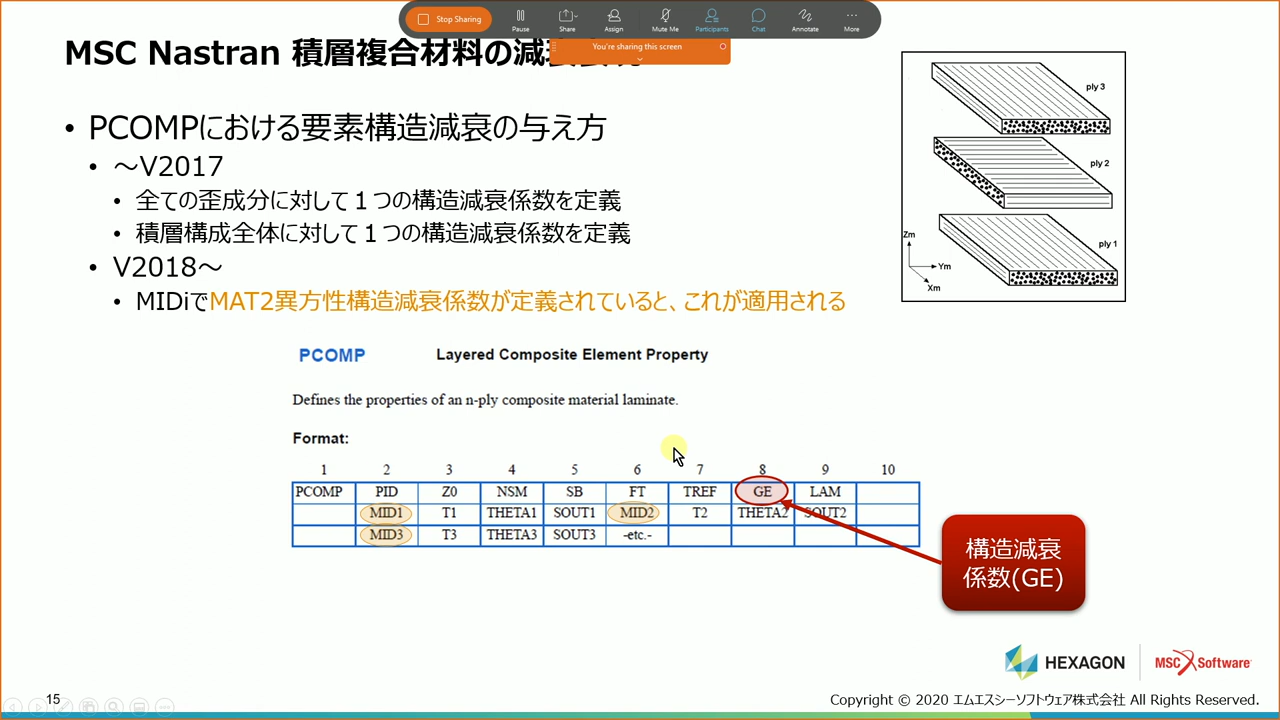 Stop Sharing
Pause
Share
Assign
Mute Me
Participants
Chat
Annotate
More
You're sharing this screen
MSC Nastran 積層複合材料の減衰
• PCOMPにおける要素構造減衰の与え方
• ～V2017
• 全ての歪成分に対して１つの構造減衰係数を定義
• 積層構成全体に対して１つの構造減衰係数を定義
• V2018～
• MIDiでMAT2異方性構造減衰係数が定義されていると、これが適用される
ply 3
ply 2
ply 1
Zm
Ym
Xm
PCOMP Layered Composite Element Property
Defines the properties of an n-ply composite material laminate.
Format:
1 2 3 4 5 6 7 8 9 10
PCOMP PID Z0 NSM SB FT TREF GE LAM
MID1 T1 THETA1 SOUT1 MID2 T2 THETA2 SOUT2
MID3 T3 THETA3 SOUT3 -etc.-
構造減衰
係数(GE)
HEXAGON
MSC Software
15
Copyright © 2020 エムエスシーソフトウェア株式会社 All Rights Reserved.